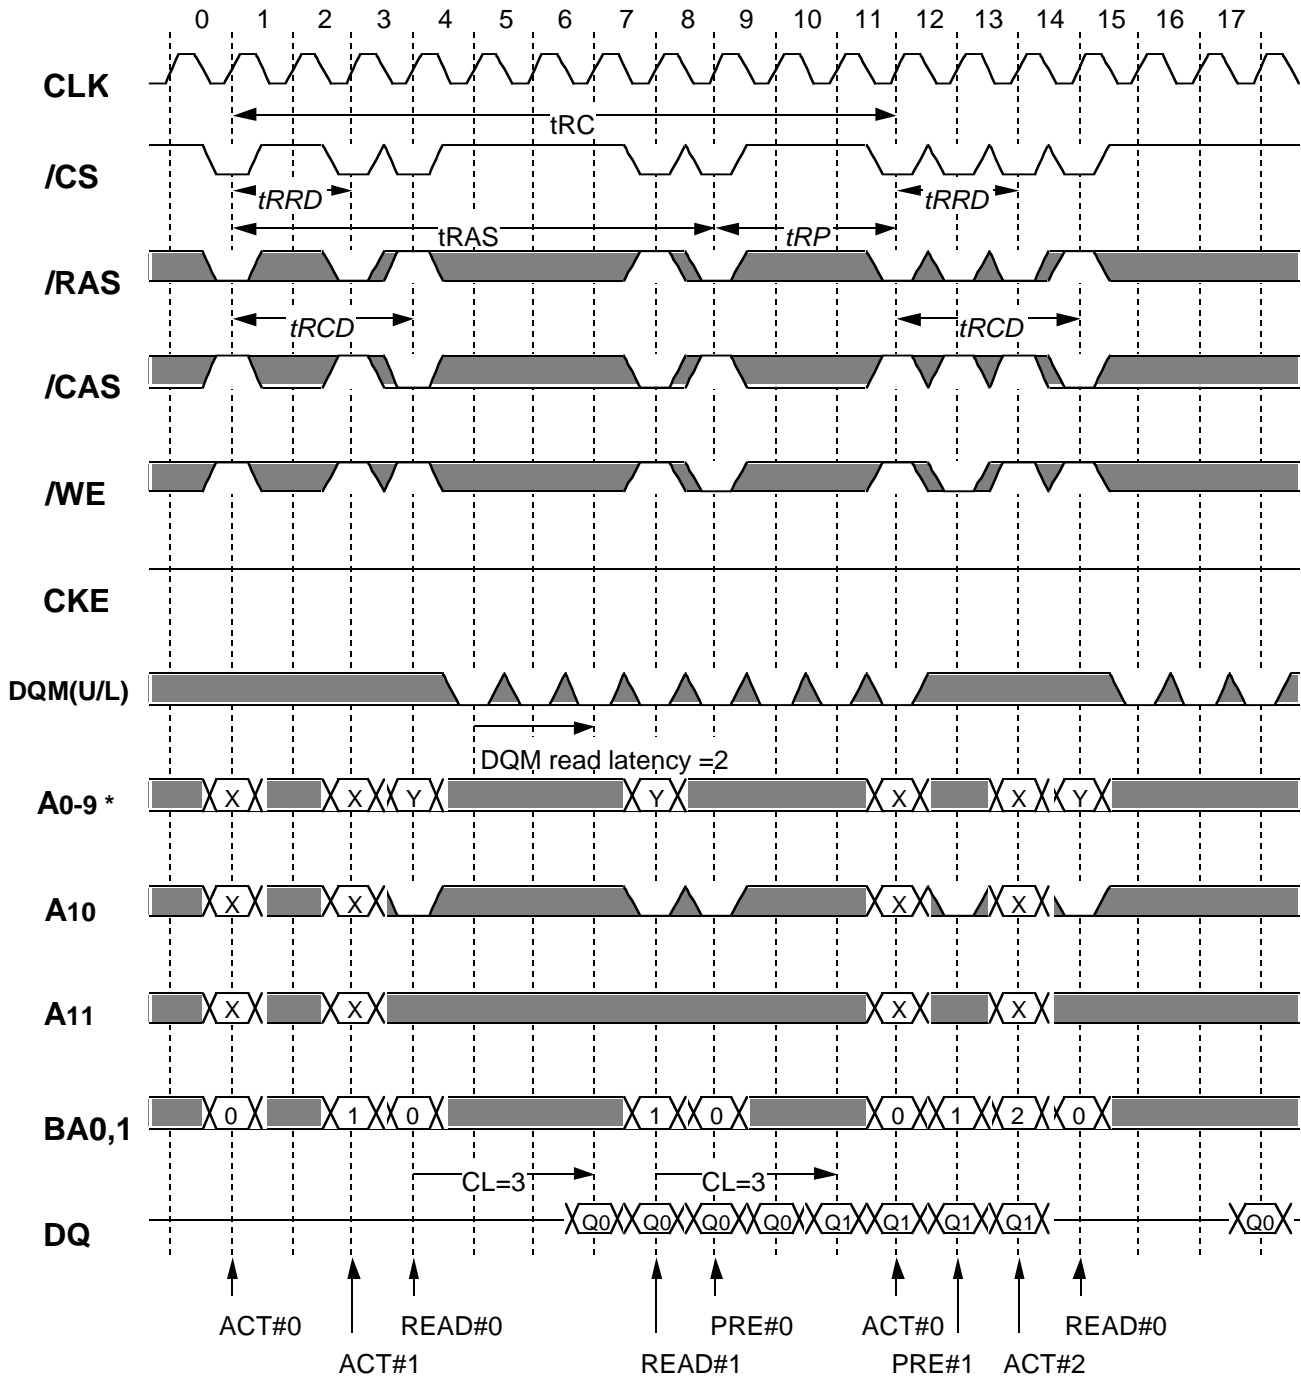 0 1 2 3 4 5 6 7 8 9 10 11 12 13 14 15 16 17
CLK
tRC
/CS
tRRD tRRD
tRAS tRP
/RAS
tRCD tRCD
/CAS
/WE
CKE
DQM(U/L)
DQM read latency =2
A0-9 * X X Y Y X X Y
A10 X X X X
A11 X X X X
BA0,1 0 1 0 1 0 0 1 2 0
CL=3 CL=3
DQ Q0 Q0 Q0 Q0 Q1 Q1 Q1 Q1 Q0
ACT#0 READ#0 PRE#0 ACT#0 READ#0
ACT#1 READ#1 PRE#1 ACT#2